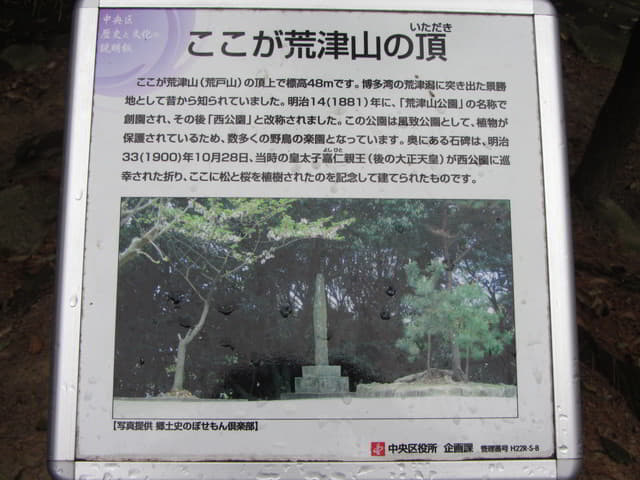 中央区
歴史と文化の
説明板
ここが荒津山の頂
いただき
ここが荒津山(荒戸山)の頂上で標高48mです。博多湾の荒津潟に突き出た景勝
地として昔から知られていました。明治14(1881)年に、「荒津山公園」の名称で
創園され、その後「西公園」と改称されました。この公園は風致公園として、植物が
保護されているため、数多くの野鳥の楽園となっています。奥にある石碑は、明治
33(1900)年10月28日、当時の皇太子嘉仁親王(後の大正天皇)が西公園に巡
よしひと
幸された折り、ここに松と桜を植樹されたのを記念して建てられたものです。
【写真提供 郷土史のぼせもん倶楽部】
中央区役所 企画課 管理番号 H22R-S-8